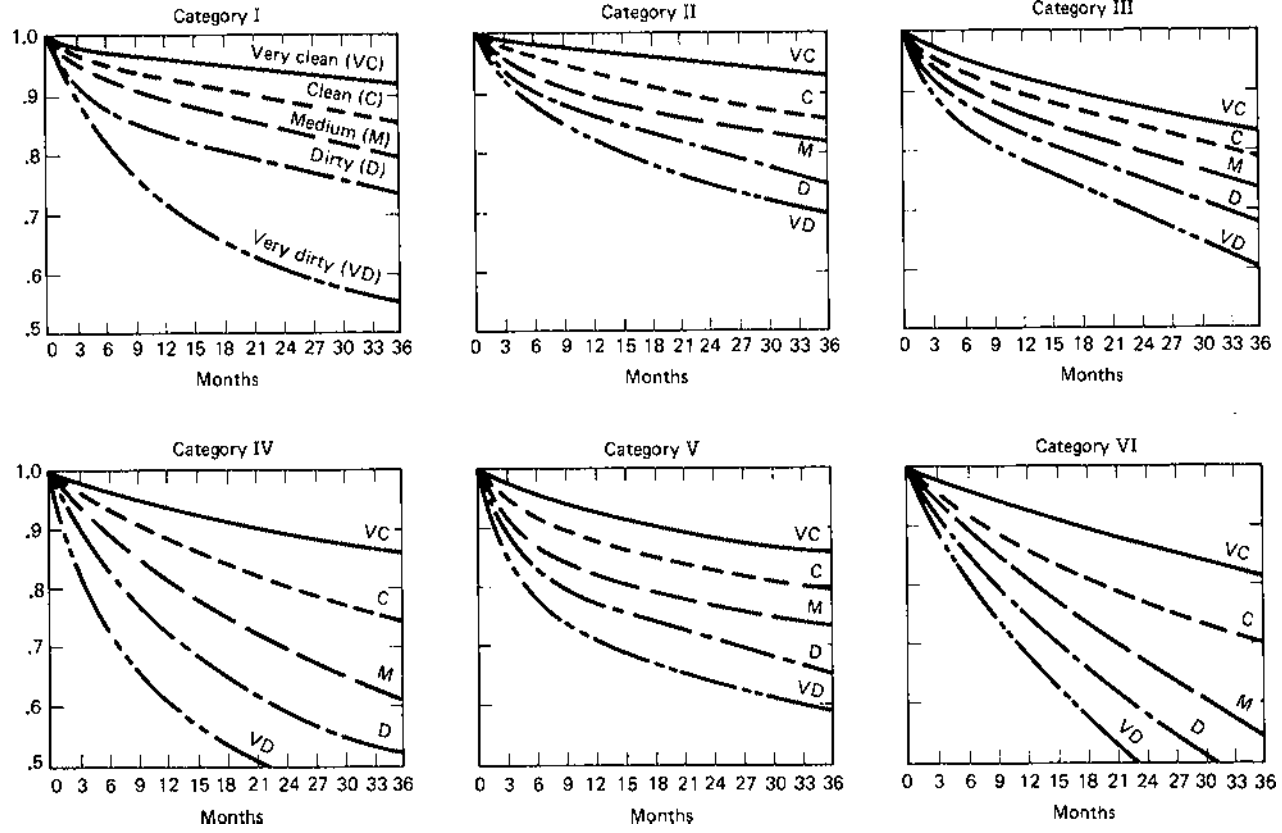 Category I
1.0
.9
.8
.7
.6
.5
Very clean (VC)
Clean (C)
Medium (M)
Dirty (D)
Very dirty (VD)
0 3 6 9 12 15 18 21 24 27 30 33 36
Months
Category II
VC
C
M
D
VD
0 3 6 9 12 15 18 21 24 27 30 33 36
Months
Category III
VC
C
M
D
VD
0 3 6 9 12 15 18 21 24 27 30 33 36
Months
Category IV
1.0
.9
.8
.7
.6
.5
VC
C
M
D
VD
0 3 6 9 12 15 18 21 24 27 30 33 36
Months
Category V
VC
C
M
D
VD
0 3 6 9 12 15 18 21 24 27 30 33 36
Months
Category VI
VC
C
M
D
VD
0 3 6 9 12 15 18 21 24 27 30 33 36
Months